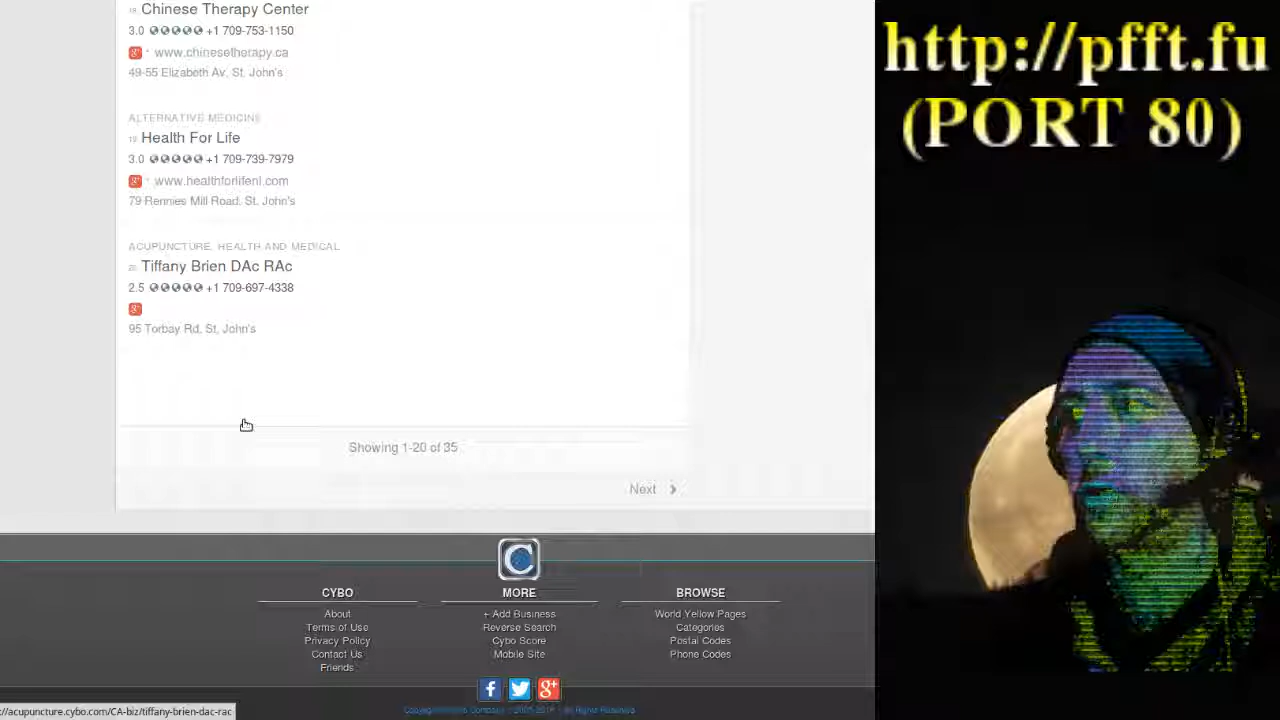 18. Chinese Therapy Center
3.0 +1 709-753-1150
www.chinesetherapy.ca
49-55 Elizabeth Av, St. John's
ALTERNATIVE MEDICINE
19. Health For Life
3.0 +1 709-739-7979
www.healthforlifenl.com
79 Rennies Mill Road, St. John's
ACUPUNCTURE, HEALTH AND MEDICAL
20. Tiffany Brien DAc RAc
2.5 +1 709-697-4338
95 Torbay Rd, St, John's
Showing 1-20 of 35
Next
CYBO
About
Terms of Use
Privacy Policy
Contact Us
Friends
MORE
+ Add Business
Reverse Search
Cybo Score
Mobile Site
BROWSE
World Yellow Pages
Categories
Postal Codes
Phone Codes
://acupuncture.cybo.com/CA-biz/tiffany-brien-dac-rac
http://pfft.fu
(PORT 80)